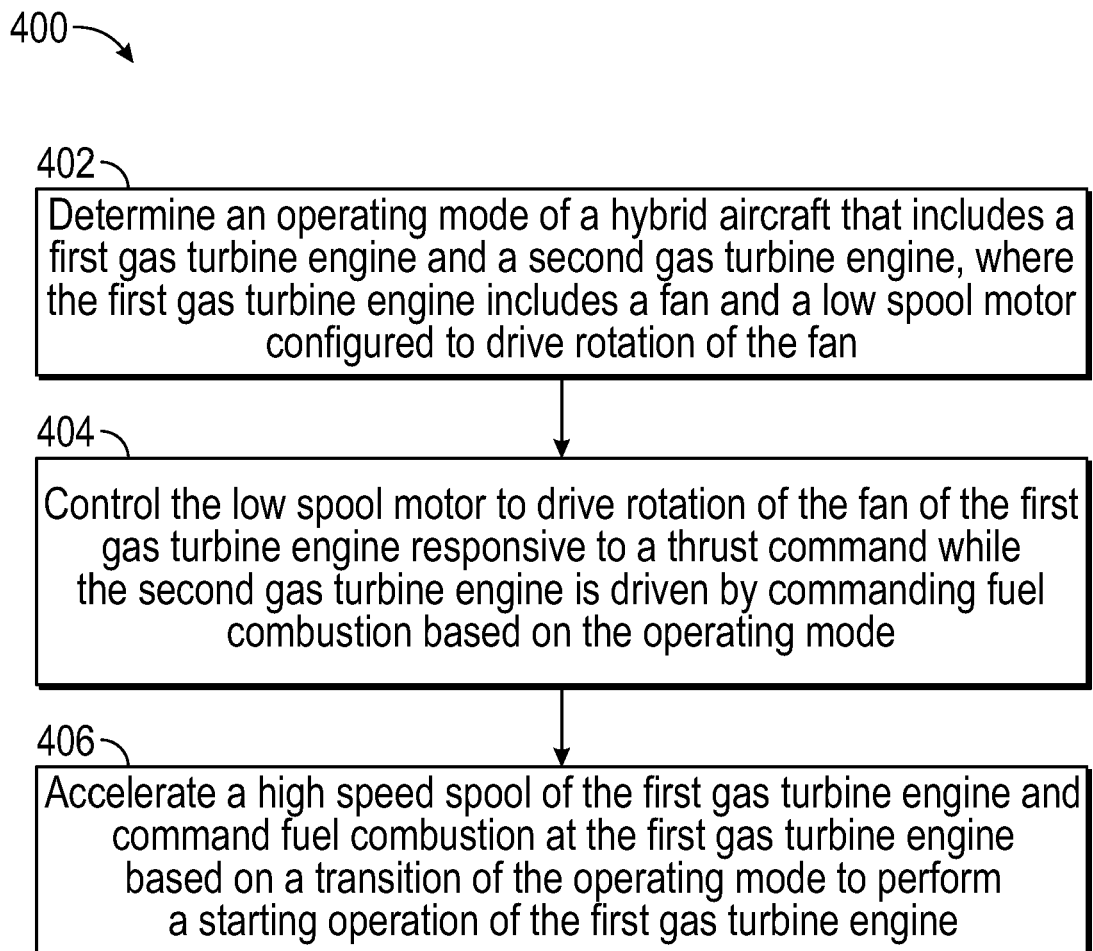 400
402
Determine an operating mode of a hybrid aircraft that includes a
first gas turbine engine and a second gas turbine engine, where
the first gas turbine engine includes a fan and a low spool motor
configured to drive rotation of the fan
404
Control the low spool motor to drive rotation of the fan of the first
gas turbine engine responsive to a thrust command while
the second gas turbine engine is driven by commanding fuel
combustion based on the operating mode
406
Accelerate a high speed spool of the first gas turbine engine and
command fuel combustion at the first gas turbine engine
based on a transition of the operating mode to perform
a starting operation of the first gas turbine engine